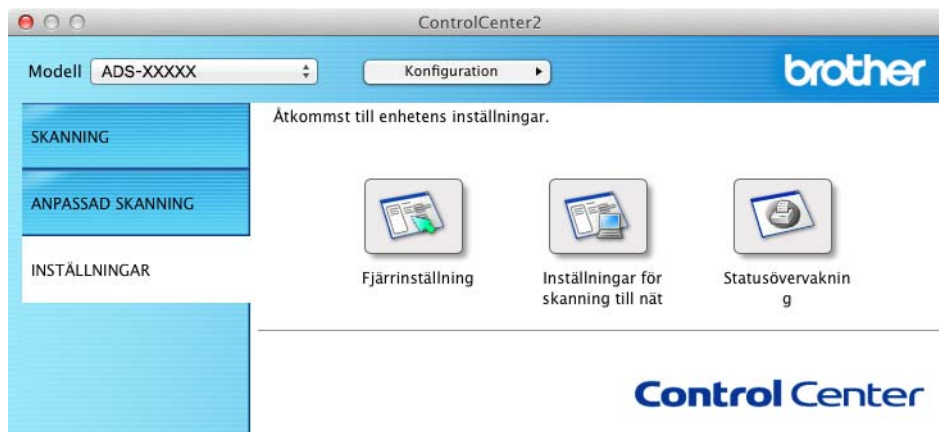 ControlCenter2
Modell ADS-XXXXX Konfiguration brother
SKANNING
ANPASSAD SKANNING
INSTÄLLNINGAR
Åtkommst till enhetens inställningar.
Fjärrinställning
Inställningar för
skanning till nät
Statusövervaknin
g
Control Center